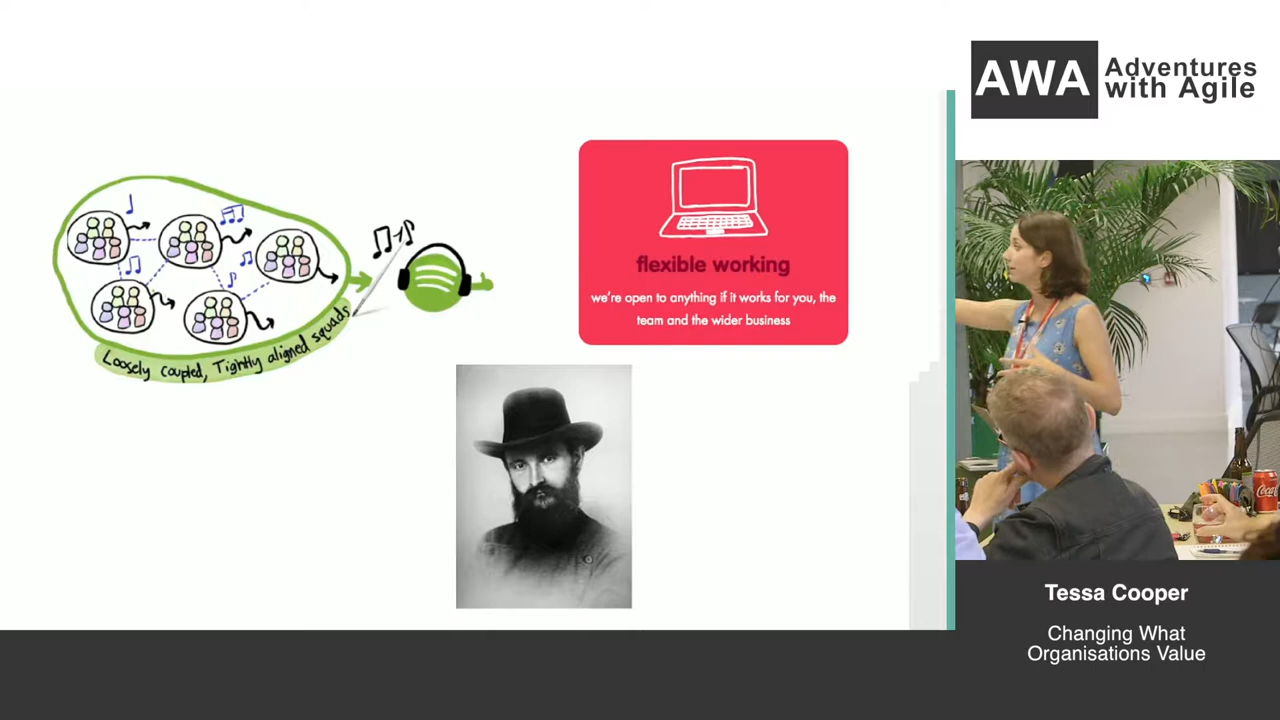 AWA
Adventures
with Agile
Loosely coupled, Tightly aligned squads
flexible working
we're open to anything if it works for you, the
team and the wider business
Coca
Tessa Cooper
Changing What
Organisations Value